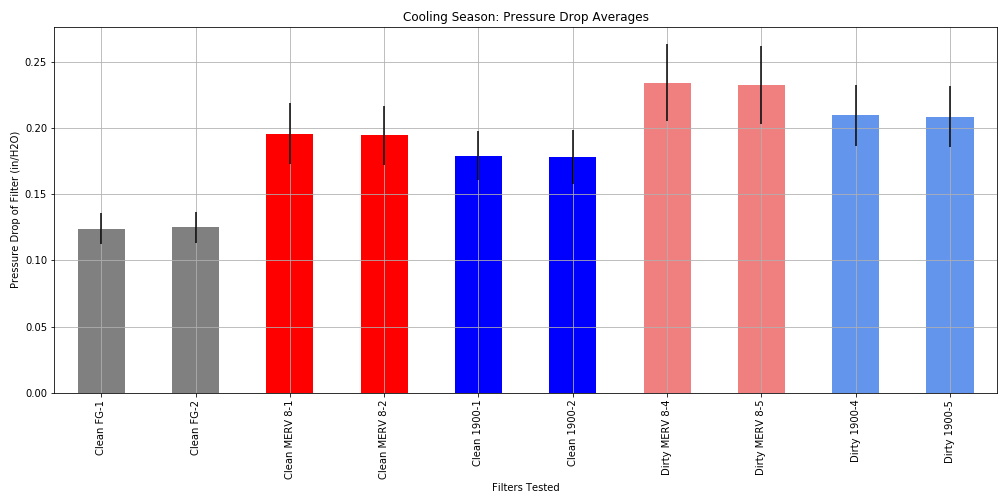 Cooling Season: Pressure Drop Averages
Pressure Drop of Filter (in/H2O)
0.25
0.20
0.15
0.10
0.05
0.00
Clean FG-1
Clean FG-2
Clean MERV 8-1
Clean MERV 8-2
Clean 1900-1
Clean 1900-2
Dirty MERV 8-4
Dirty MERV 8-5
Dirty 1900-4
Dirty 1900-5
Filters Tested